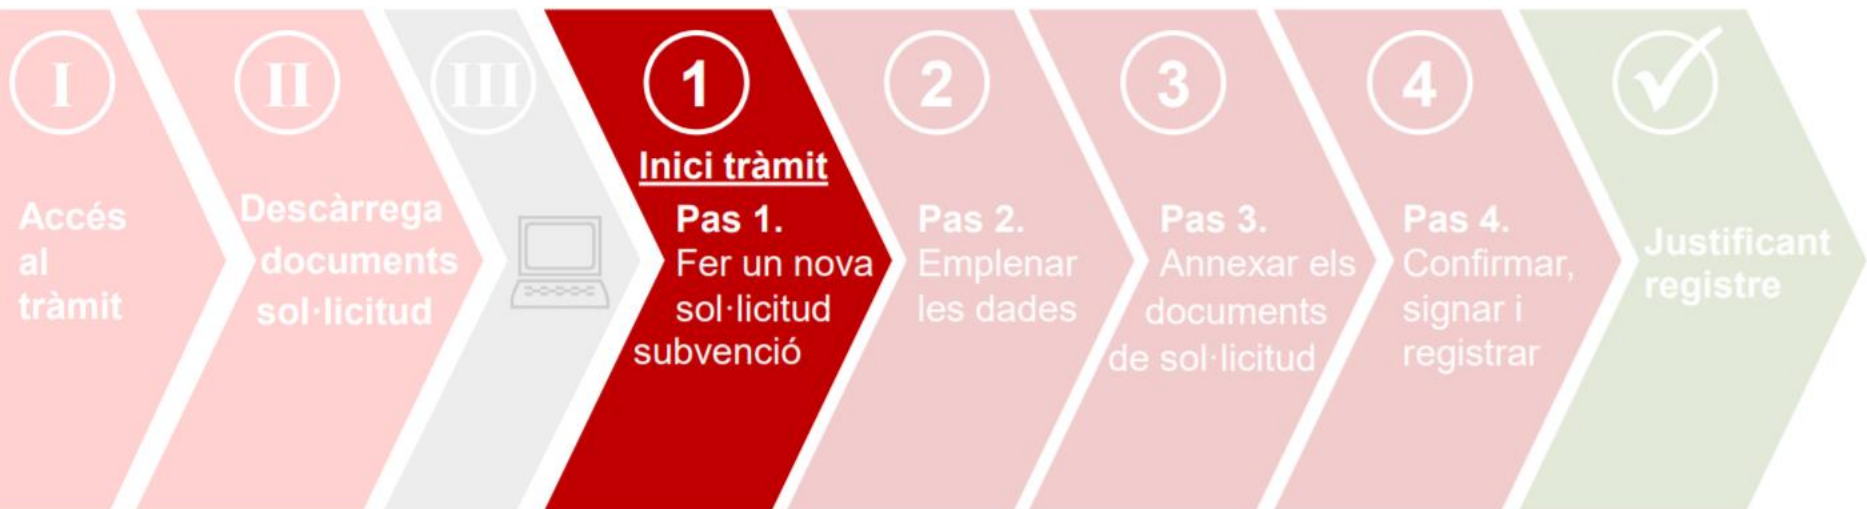 I
Accés
al
tràmit
II
Descàrrega
documents
sol·licitud
III
1
Inici tràmit
Pas 1.
Fer un nova
sol·licitud
subvenció
2
Pas 2.
Emplenar
les dades
3
Pas 3.
Annexar els
documents
de sol·licitud
4
Pas 4.
Confirmar,
signar i
registrar
Justificant
registre